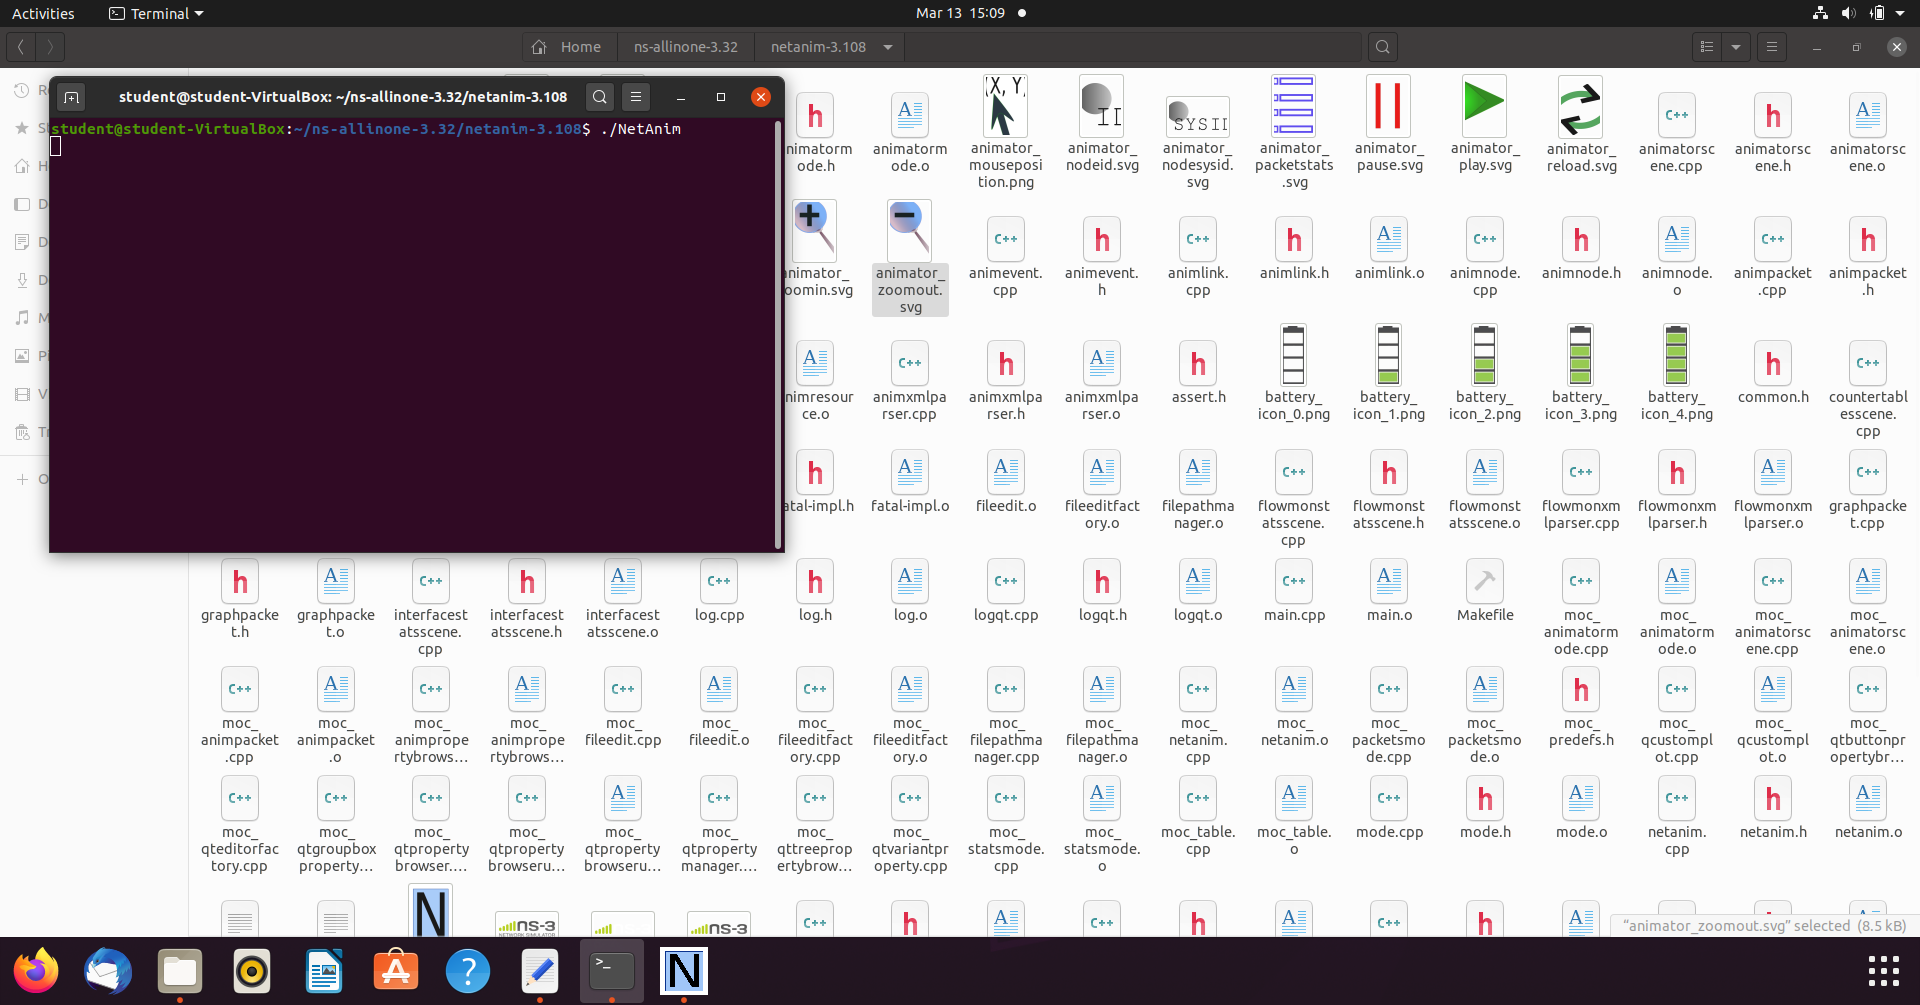 Activities
Terminal
Mar 13  15:09
Home
ns-allinone-3.32
netanim-3.108
student@student-VirtualBox: ~/ns-allinone-3.32/netanim-3.108
student@student-VirtualBox:~/ns-allinone-3.32/netanim-3.108$ ./NetAnim
nimatorm
ode.h
animatorm
ode.o
animator_
mouseposi
tion.png
animator_
nodeid.svg
animator_
nodesysid.
svg
animator_
packetstats
.svg
animator_
pause.svg
animator_
play.svg
animator_
reload.svg
animatorsc
ene.cpp
animatorsc
ene.h
animatorsc
ene.o
nimator_
oomin.svg
animator_
zoomout.
svg
animevent.
cpp
animevent.
h
animlink.
cpp
animlink.h
animlink.o
animnode.
cpp
animnode.h
animnode.
o
animpacket
.cpp
animpacket
.h
nimresour
ce.o
animxmlpa
rser.cpp
animxmlpa
rser.h
animxmlpa
rser.o
assert.h
battery_
icon_0.png
battery_
icon_1.png
battery_
icon_2.png
battery_
icon_3.png
battery_
icon_4.png
common.h
countertabl
esscene.
cpp
atal-impl.h
fatal-impl.o
fileedit.o
fileeditfact
ory.o
filepathma
nager.o
flowmonst
atsscene.
cpp
flowmonst
atsscene.h
flowmonst
atsscene.o
flowmonxm
lparser.cpp
flowmonxm
lparser.h
flowmonxm
lparser.o
graphpacke
t.cpp
graphpacke
t.h
graphpacke
t.o
interfacest
atsscene.
cpp
interfacest
atsscene.h
interfacest
atsscene.o
log.cpp
log.h
log.o
logqt.cpp
logqt.h
logqt.o
main.cpp
main.o
Makefile
moc_
animatorm
ode.cpp
moc_
animatorm
ode.o
moc_
animatorsc
ene.cpp
moc_
animatorsc
ene.o
moc_
animpacket
.cpp
moc_
animpacket
.o
moc_
animprope
rtybrows...
moc_
animprope
rtybrows...
moc_
fileedit.cpp
moc_
fileedit.o
moc_
fileeditfact
ory.cpp
moc_
fileeditfact
ory.o
moc_
filepathma
nager.cpp
moc_
filepathma
nager.o
moc_
netanim.
cpp
moc_
netanim.o
moc_
packetsmo
de.cpp
moc_
packetsmo
de.o
moc_
predefs.h
moc_
qcustompl
ot.cpp
moc_
qcustompl
ot.o
moc_
qtbuttonpr
opertybr...
moc_
qteditorfac
tory.cpp
moc_
qtgroupbox
property...
moc_
qtproperty
browser....
moc_
qtproperty
browseru...
moc_
qtproperty
browseru...
moc_
qtproperty
manager....
moc_
qttreeprop
ertybrow...
moc_
qtvariantpr
operty.cpp
moc_
statsmode.
cpp
moc_
statsmode.
o
moc_table.
cpp
moc_table.
o
mode.cpp
mode.h
mode.o
netanim.
cpp
netanim.h
netanim.o
"animator_zoomout.svg" selected (8.5 kB)